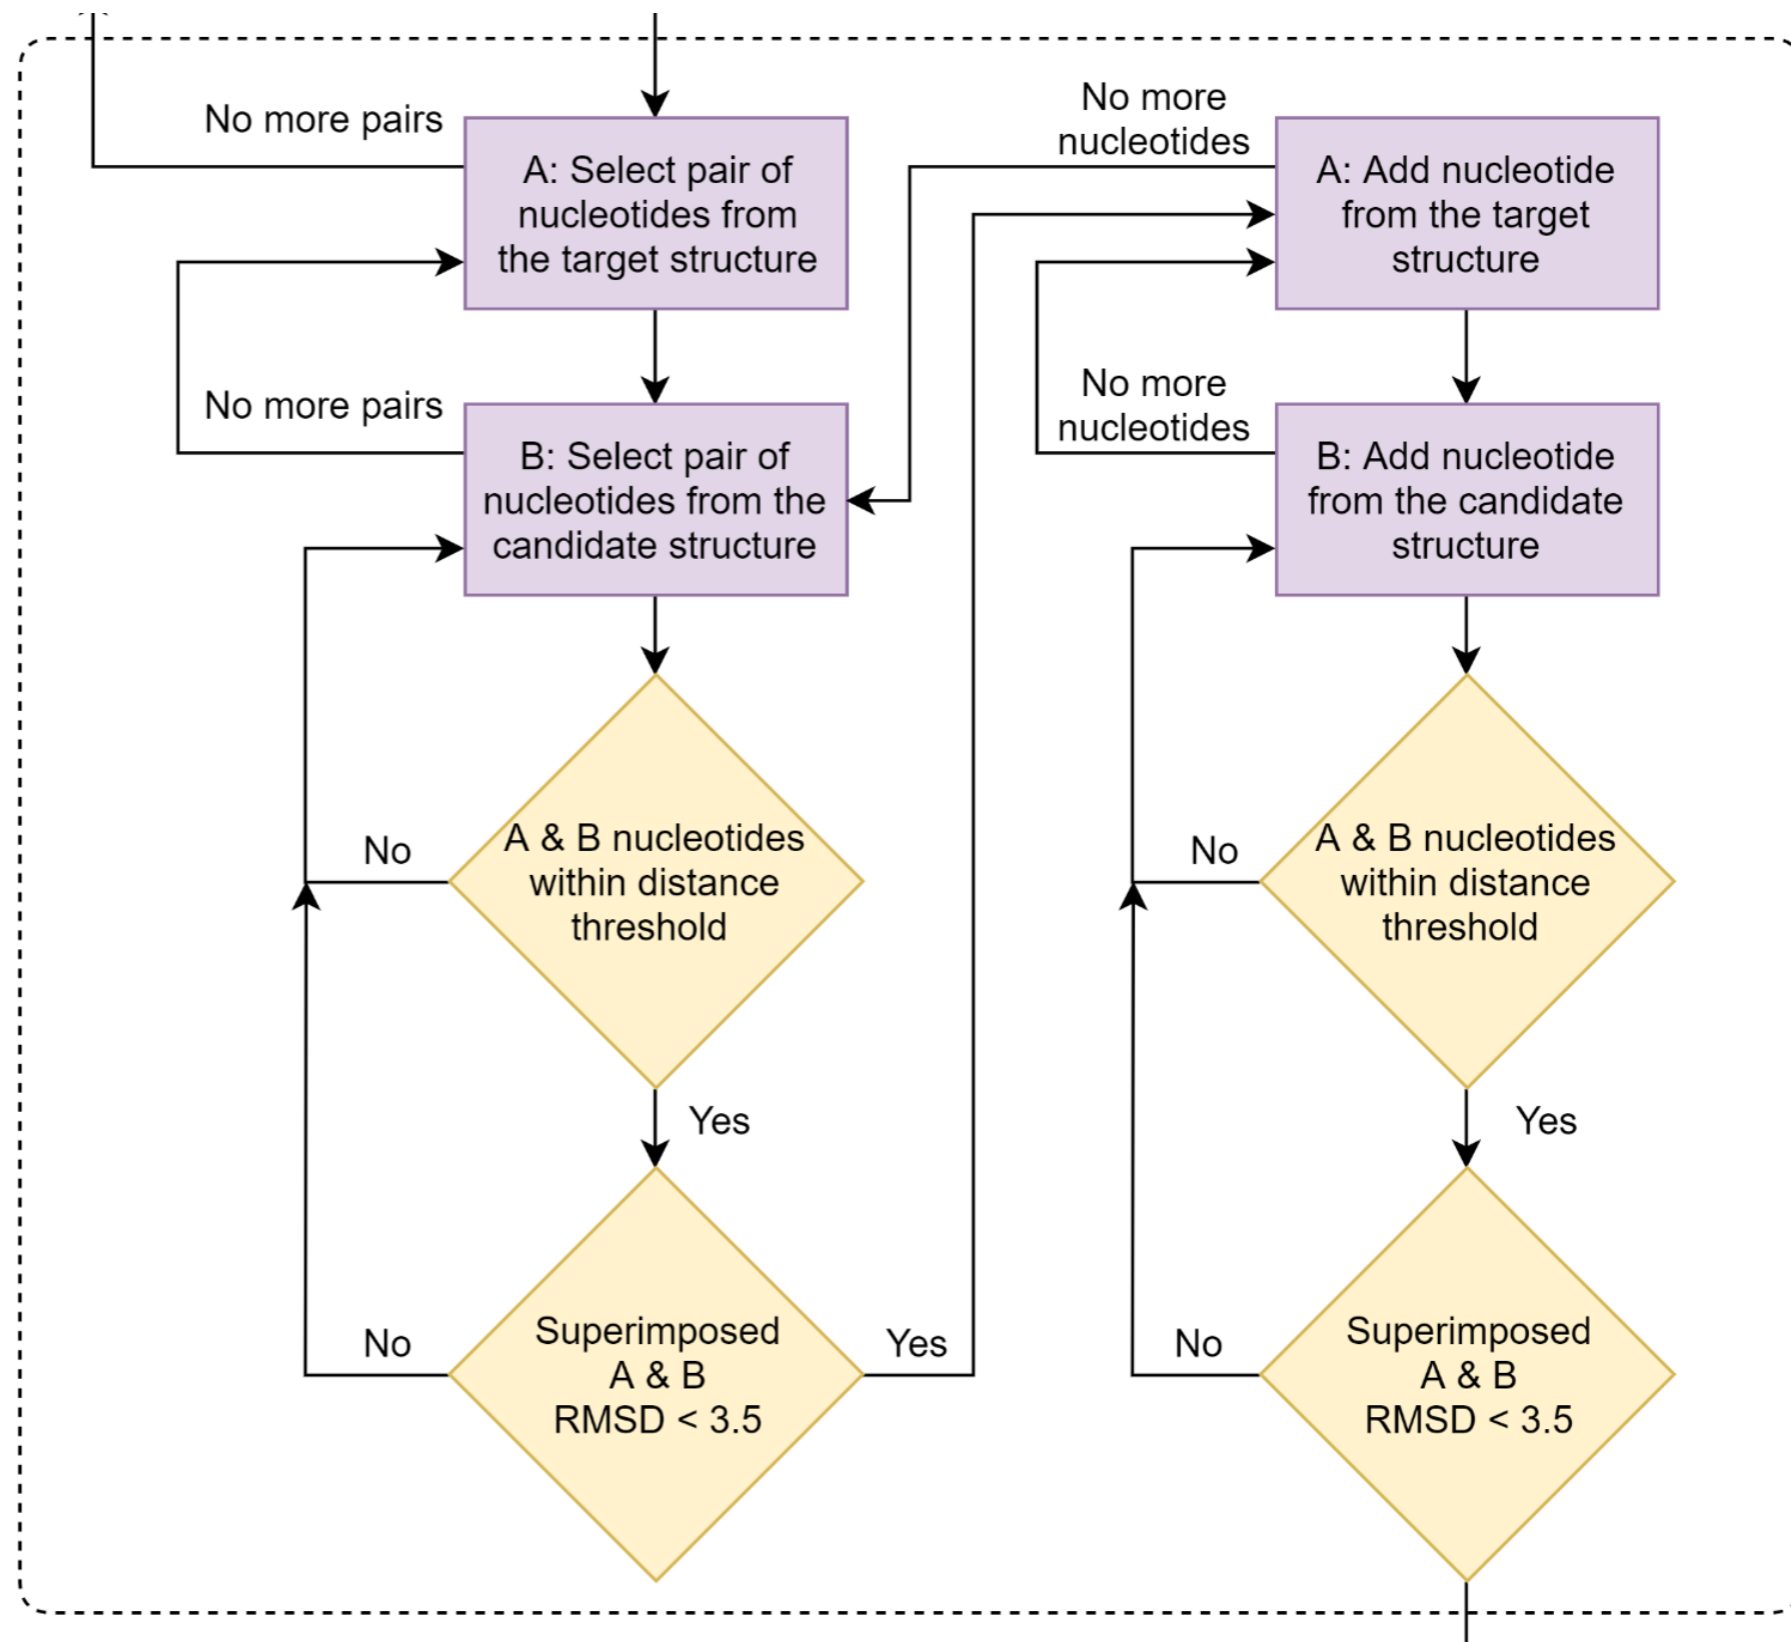 No more pairs
A: Select pair of
nucleotides from
the target structure
No more pairs
B: Select pair of
nucleotides from the
candidate structure
No
A & B nucleotides
within distance
threshold
Yes
No
Superimposed
A & B
RMSD < 3.5
Yes
No more
nucleotides
A: Add nucleotide
from the target
structure
No more
nucleotides
B: Add nucleotide
from the candidate
structure
No
A & B nucleotides
within distance
threshold
Yes
No
Superimposed
A & B
RMSD < 3.5